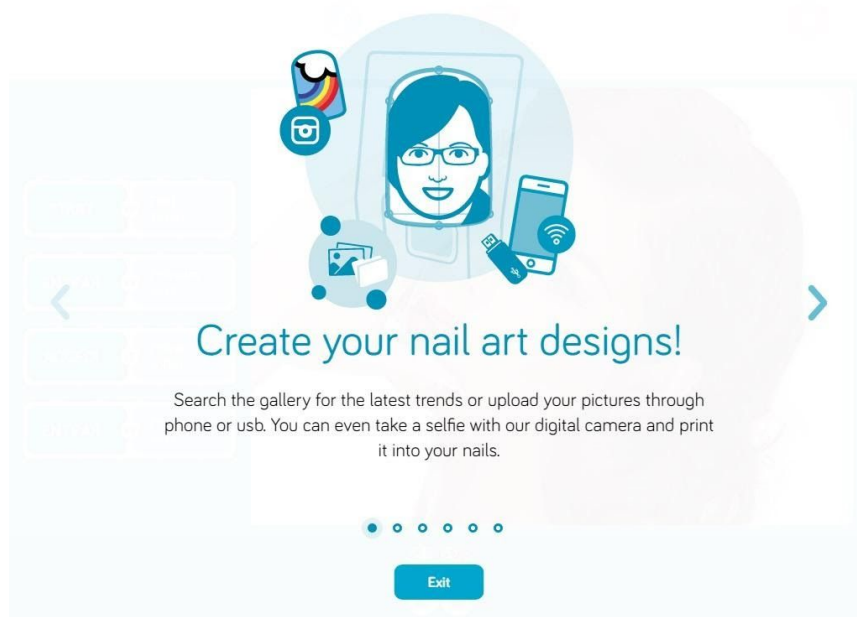 Create your nail art designs!
Search the gallery for the latest trends or upload your pictures through
phone or usb. You can even take a selfie with our digital camera and print
it into your nails.
Exit